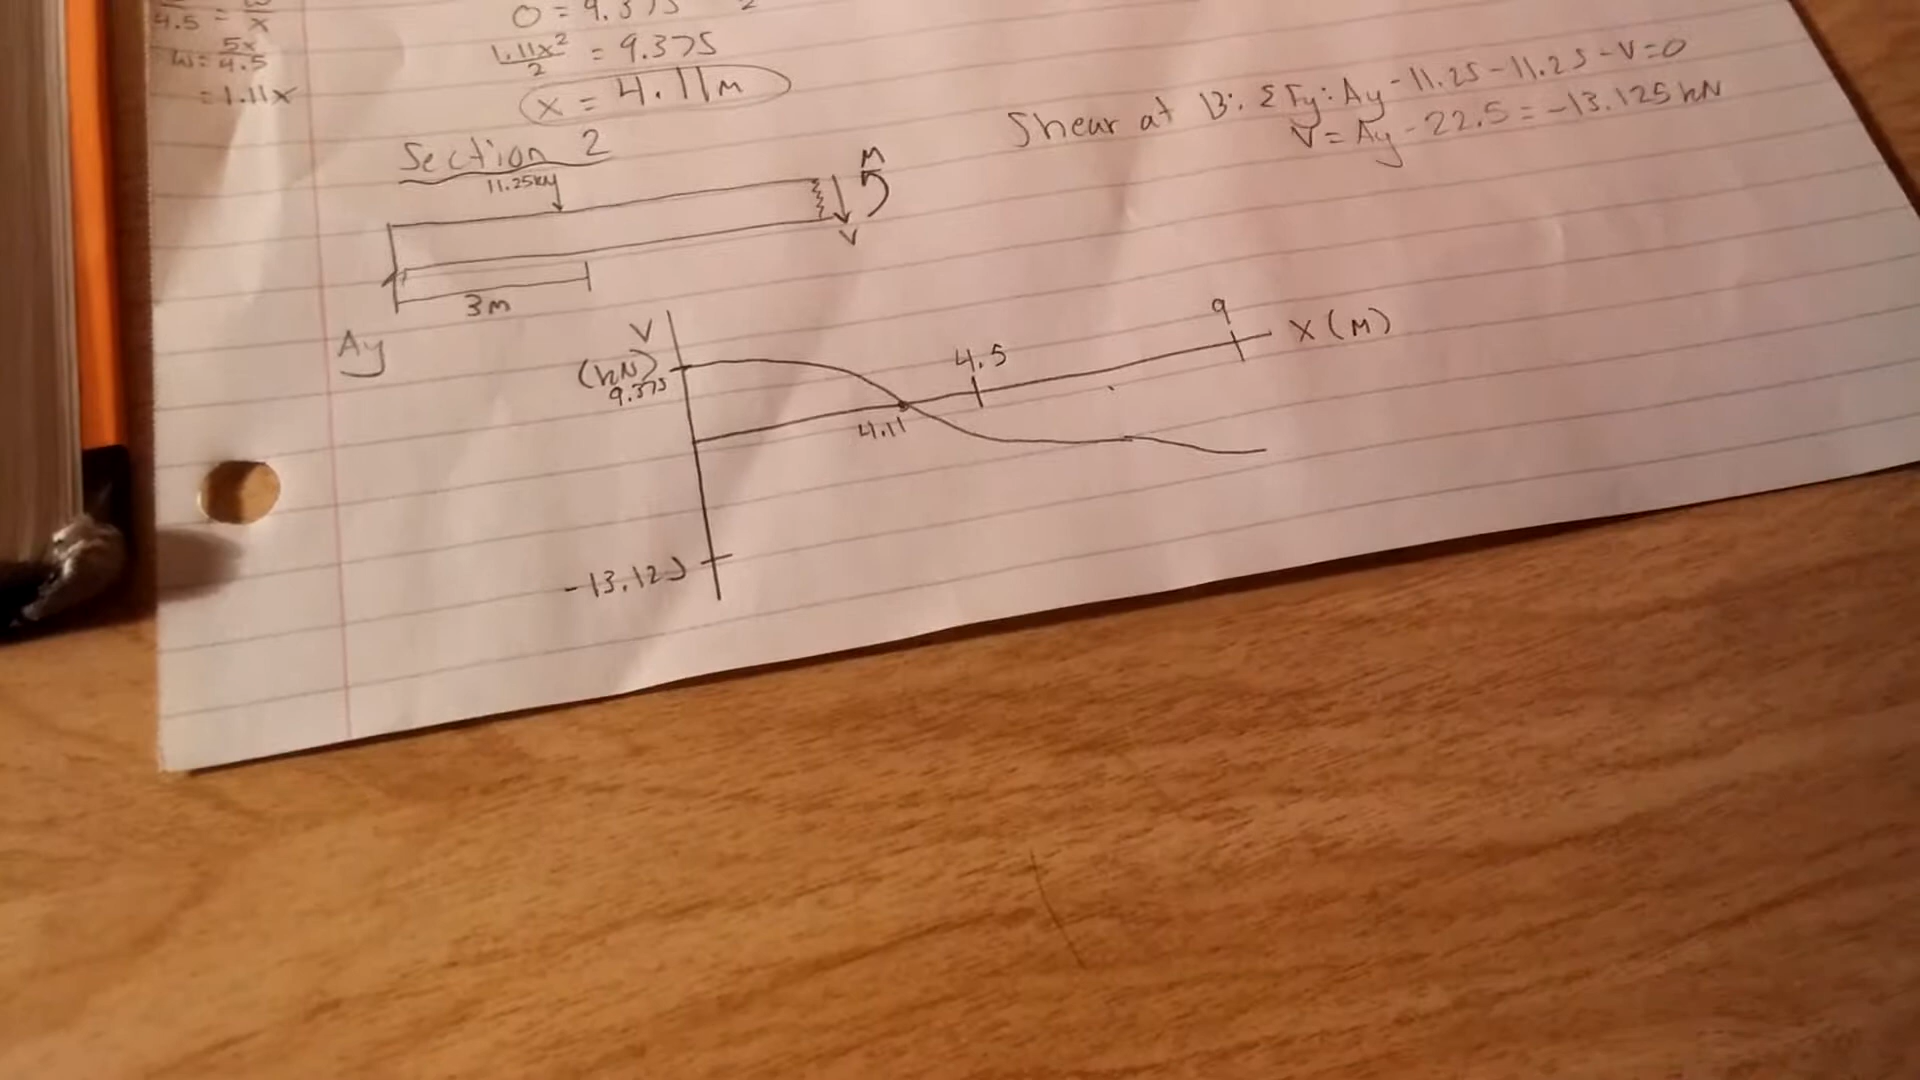 4.5 = x
w = 5x/4.5
= 1.11x
0 = 9.375 2
1.11x²/2 = 9.375
x = 4.11m
Shear at B: ΣFy: Ay - 11.25 - 11.25 - V = 0
V = Ay - 22.5 = -13.125 kN
Section 2
11.25kN
M
V
3m
Ay
V
(kN)
9.375
4.11
4.5
9
x (m)
-13.125